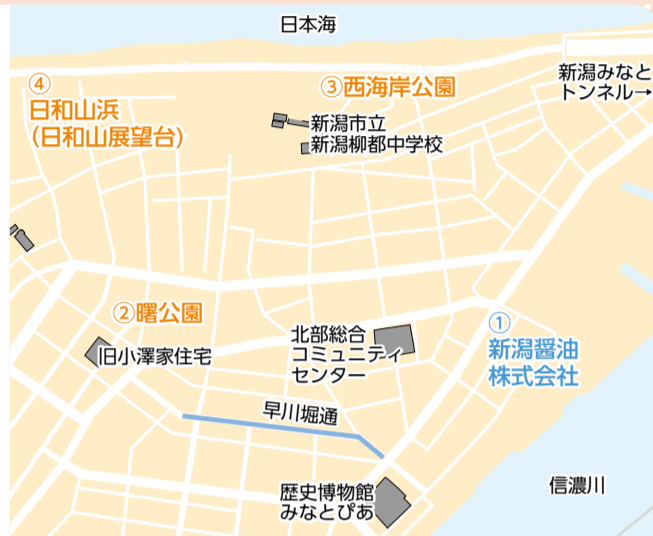 日本海
新潟みなと
トンネル→
④
日和山浜
(日和山展望台)
③西海岸公園
新潟市立
新潟柳都中学校
②曙公園
旧小澤家住宅
北部総合
コミュニティ
センター
①
新潟醤油
株式会社
早川堀通
歴史博物館
みなとぴあ
信濃川